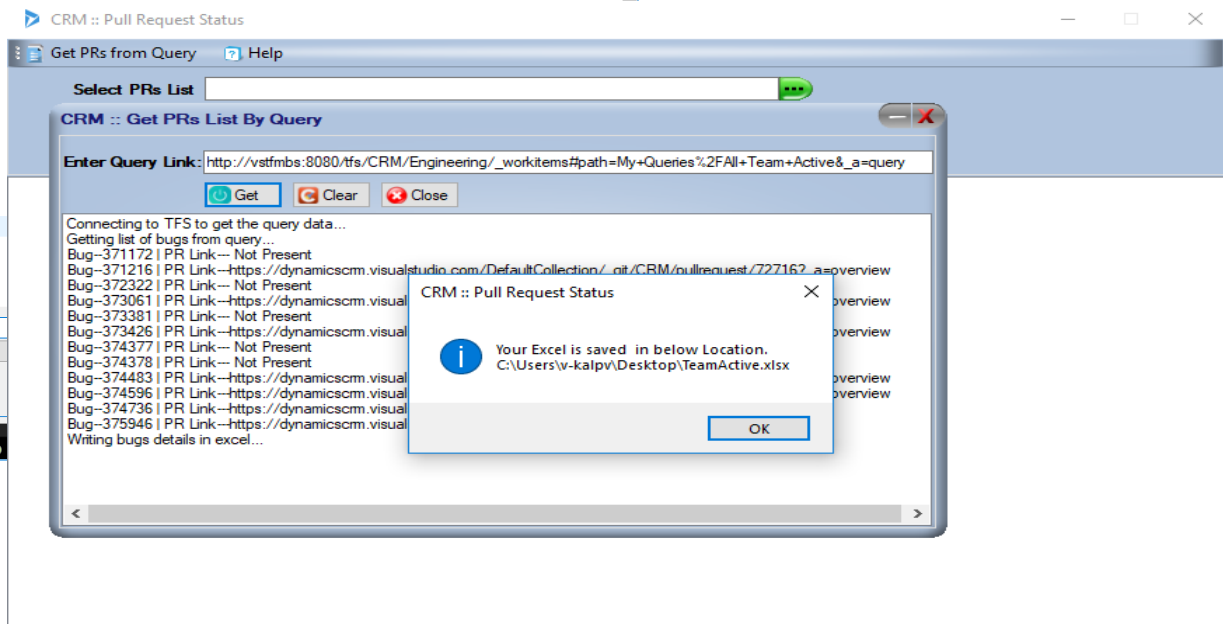 CRM :: Pull Request Status
Get PRs from Query Help
Select PRs List
CRM :: Get PRs List By Query
Enter Query Link: http://vstfmbs:8080/tfs/CRM/Engineering/_workitems#path=My+Queries%2FAll+Team+Active&_a=query
Get Clear Close
Connecting to TFS to get the query data...
Getting list of bugs from query...
Bug--371172 | PR Link--- Not Present
Bug--371216 | PR Link---https://dynamicscrm.visualstudio.com/DefaultCollection/_git/CRM/pullrequest/72716?_a=overview
Bug--372322 | PR Link--- Not Present
Bug--373061 | PR Link---https://dynamicscrm.visual overview
Bug--373381 | PR Link--- Not Present
Bug--373426 | PR Link---https://dynamicscrm.visual overview
Bug--374377 | PR Link--- Not Present
Bug--374378 | PR Link--- Not Present
Bug--374483 | PR Link---https://dynamicscrm.visual overview
Bug--374596 | PR Link---https://dynamicscrm.visual overview
Bug--374736 | PR Link---https://dynamicscrm.visual
Bug--375946 | PR Link---https://dynamicscrm.visual
Writing bugs details in excel...
CRM :: Pull Request Status
Your Excel is saved in below Location.
C:\Users\v-kalpv\Desktop\TeamActive.xlsx
OK